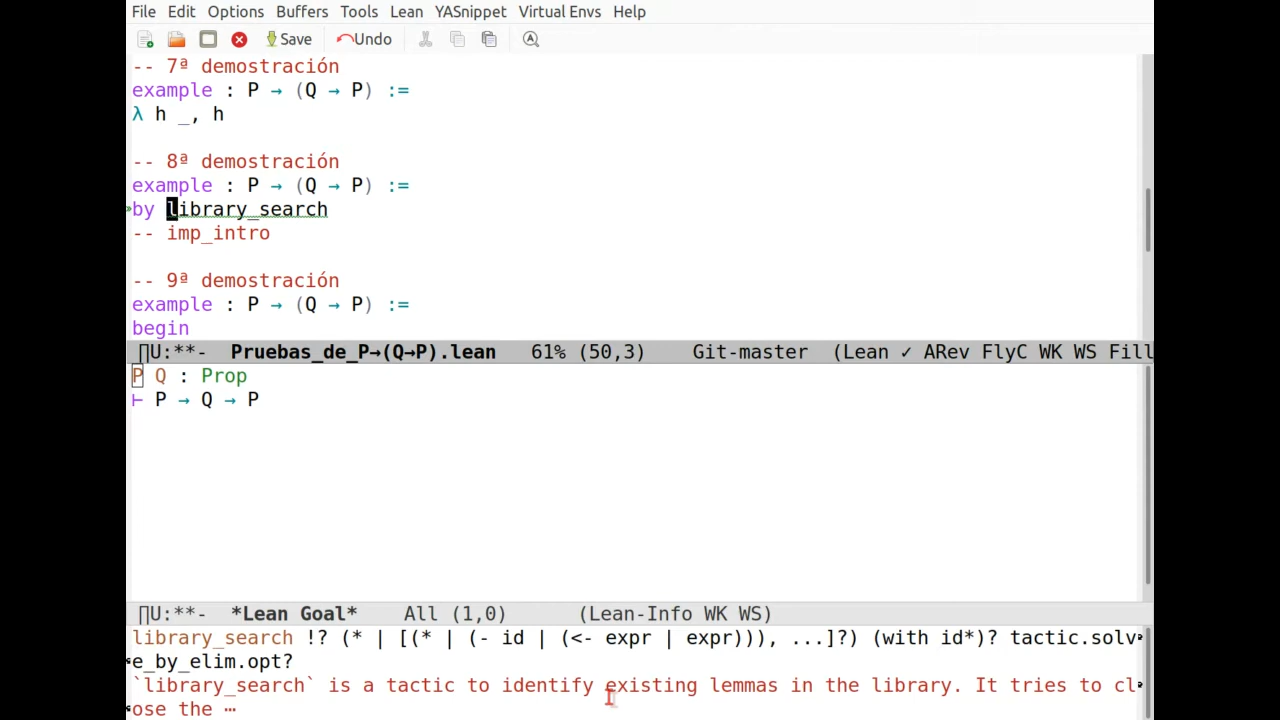 File Edit Options Buffers Tools Lean YASnippet Virtual Envs Help
Save Undo
-- 7ª demostración
example : P → (Q → P) :=
λ h _, h
-- 8ª demostración
example : P → (Q → P) :=
by library_search
-- imp_intro
-- 9ª demostración
example : P → (Q → P) :=
begin
∏U:**- Pruebas_de_P→(Q→P).lean 61% (50,3) Git-master (Lean ✓ ARev FlyC WK WS Fill
P Q : Prop
⊢ P → Q → P
∏U:**- *Lean Goal* All (1,0) (Lean-Info WK WS)
library_search !? (* | [(* | (- id | (<- expr | expr))), ...]?) (with id*)? tactic.solv
e_by_elim.opt?
`library_search` is a tactic to identify existing lemmas in the library. It tries to cl
ose the ⋯